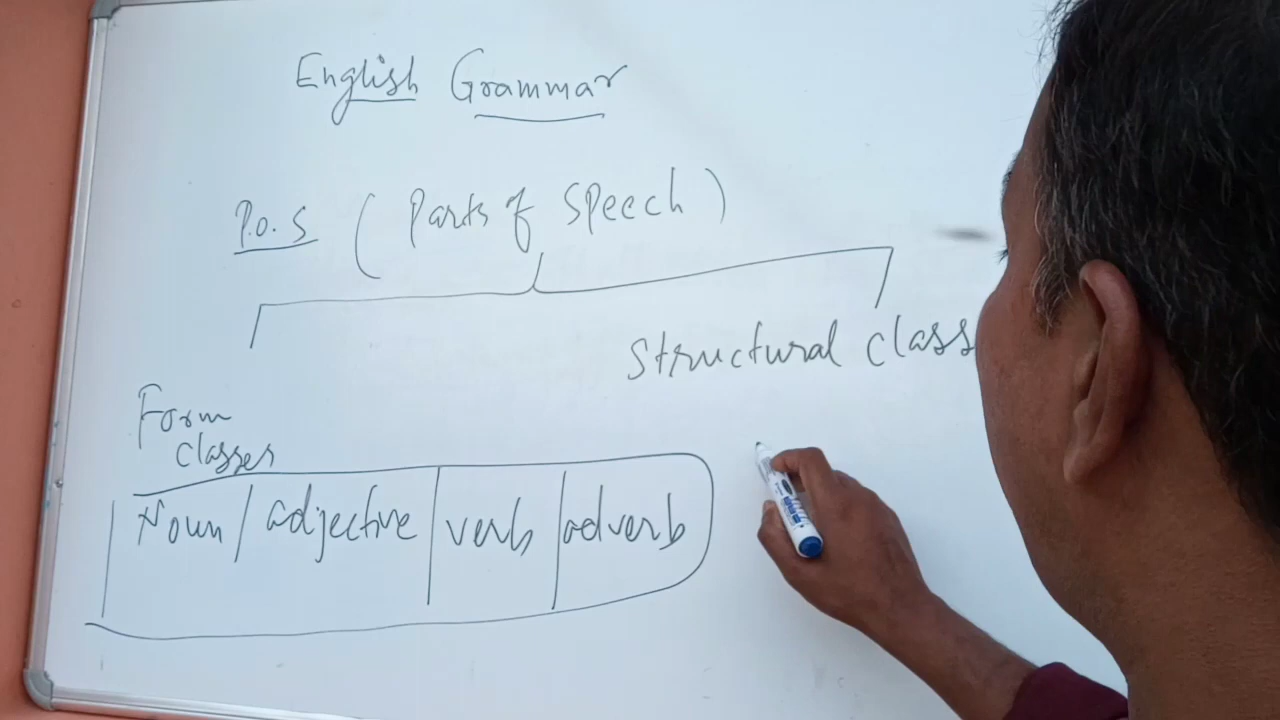 English Grammar
P.O.S ( Parts of Speech )
Structural class
Form
classes
Noun / adjective | verb | adverb